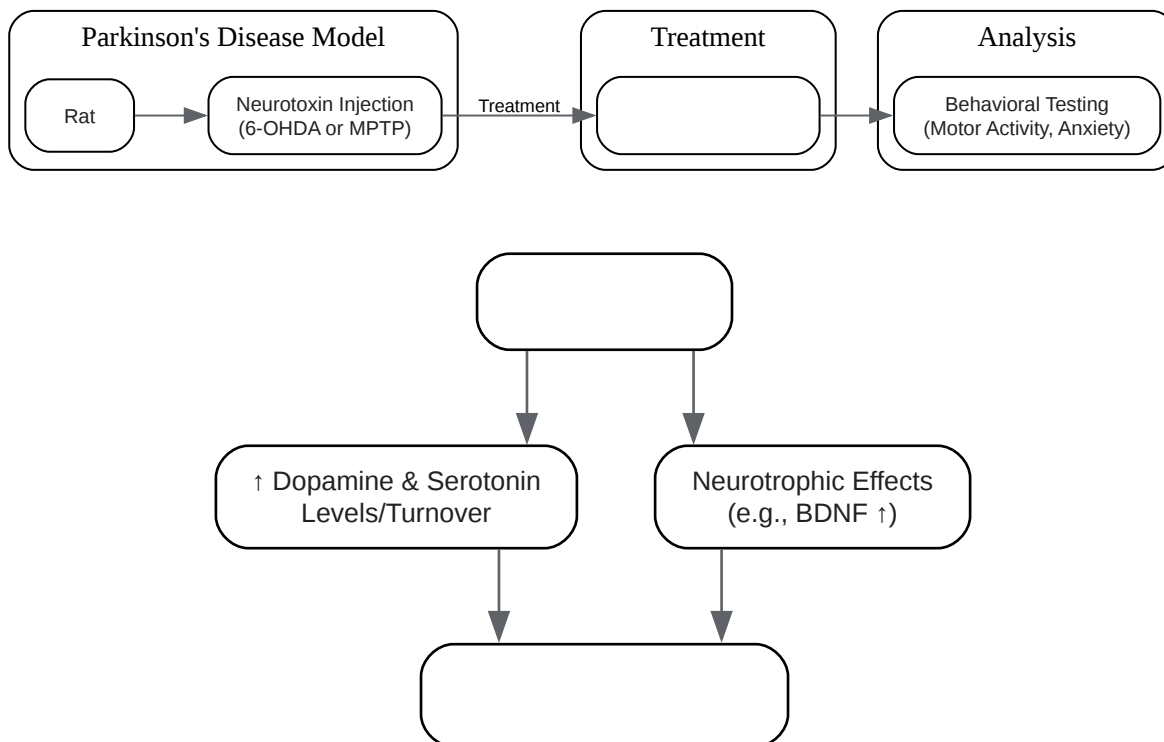 Parkinson's Disease Model
Treatment
Analysis
Rat
Neurotoxin Injection
(6-OHDA or MPTP)
Treatment
Behavioral Testing
(Motor Activity, Anxiety)
↑ Dopamine & Serotonin
Levels/Turnover
Neurotrophic Effects
(e.g., BDNF ↑)